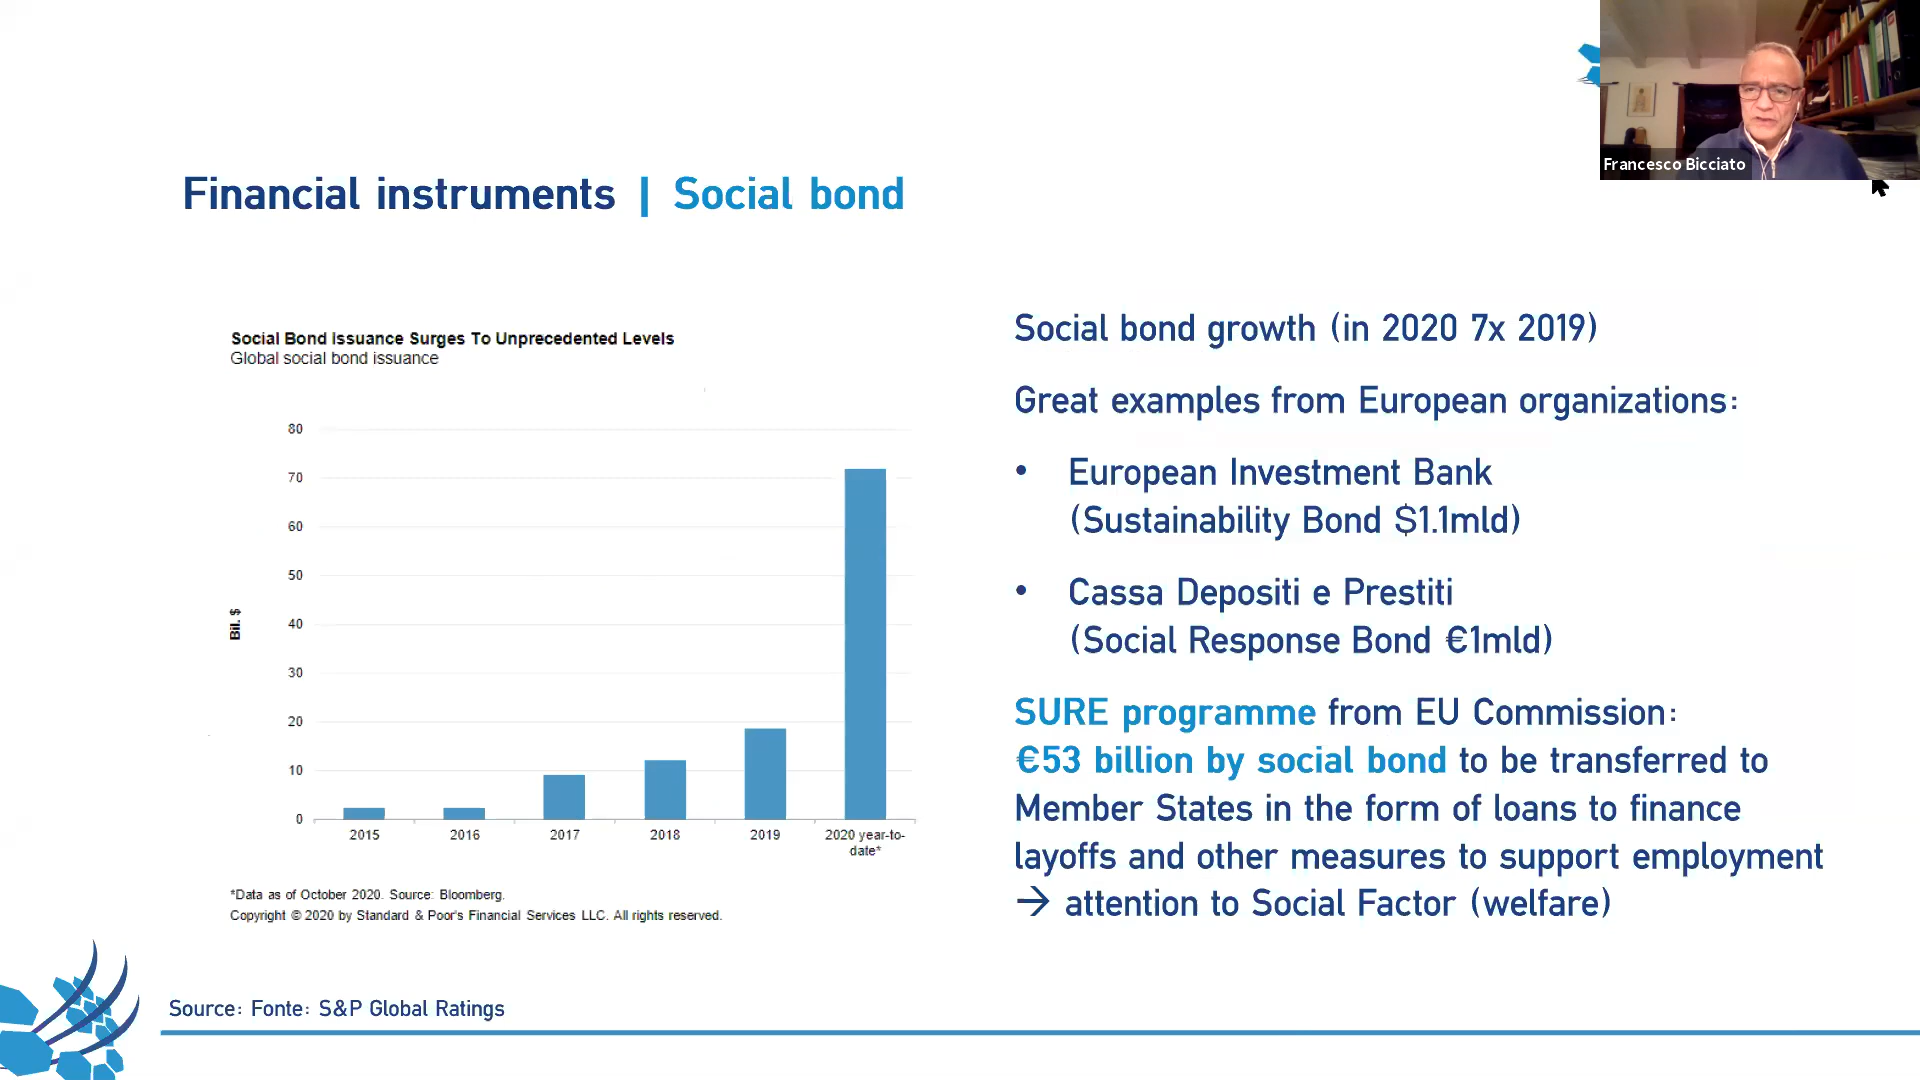 Francesco Bicciato
Financial instruments | Social bond
Social Bond Issuance Surges To Unprecedented Levels
Global social bond issuance
80
70
60
50
40
30
20
10
0
Bil. $
2015 2016 2017 2018 2019 2020 year-to-
date*
*Data as of October 2020. Source: Bloomberg.
Copyright © 2020 by Standard & Poor's Financial Services LLC. All rights reserved.
Social bond growth (in 2020 7x 2019)
Great examples from European organizations:
• European Investment Bank
(Sustainability Bond $1.1mld)
• Cassa Depositi e Prestiti
(Social Response Bond €1mld)
SURE programme from EU Commission:
€53 billion by social bond to be transferred to
Member States in the form of loans to finance
layoffs and other measures to support employment
→ attention to Social Factor (welfare)
Source: Fonte: S&P Global Ratings